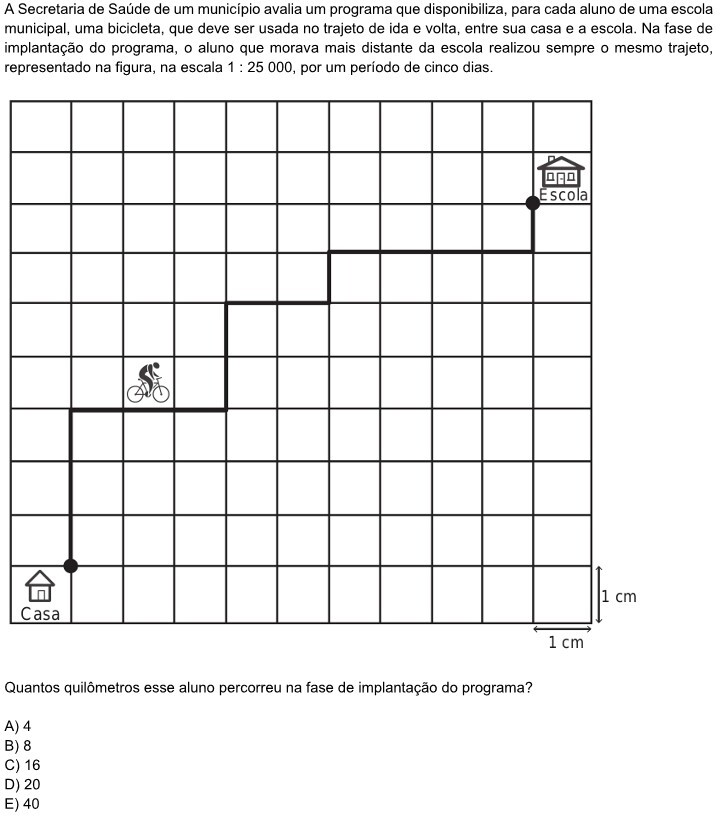 A Secretaria de Saúde de um município avalia um programa que disponibiliza, para cada aluno de uma escola
municipal, uma bicicleta, que deve ser usada no trajeto de ida e volta, entre sua casa e a escola. Na fase de
implantação do programa, o aluno que morava mais distante da escola realizou sempre o mesmo trajeto,
representado na figura, na escala 1 : 25 000, por um período de cinco dias.
Escola
Casa
1 cm
1 cm
Quantos quilômetros esse aluno percorreu na fase de implantação do programa?
A) 4
B) 8
C) 16
D) 20
E) 40